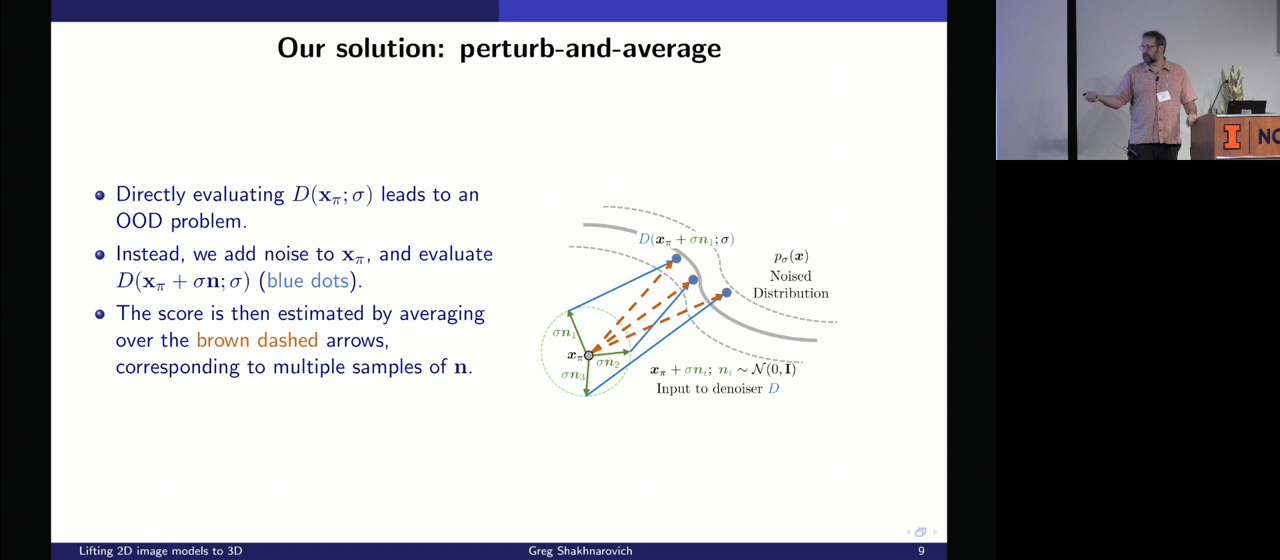 Our solution: perturb-and-average
Directly evaluating D(𝐱_π; σ) leads to an
OOD problem.
Instead, we add noise to 𝐱_π, and evaluate
D(𝐱_π + σ𝐧; σ) (blue dots).
The score is then estimated by averaging
over the brown dashed arrows,
corresponding to multiple samples of 𝐧.
D(𝒙_π + σ𝒏₁; σ)
p_σ(𝒙)
Noised
Distribution
σ𝒏₁
𝒙_π
σ𝒏₂
σ𝒏₃
𝒙_π + σ𝒏ᵢ; 𝒏ᵢ ∼ 𝒩(0, 𝐈)
Input to denoiser D
Lifting 2D image models to 3D
Greg Shakhnarovich
9
I